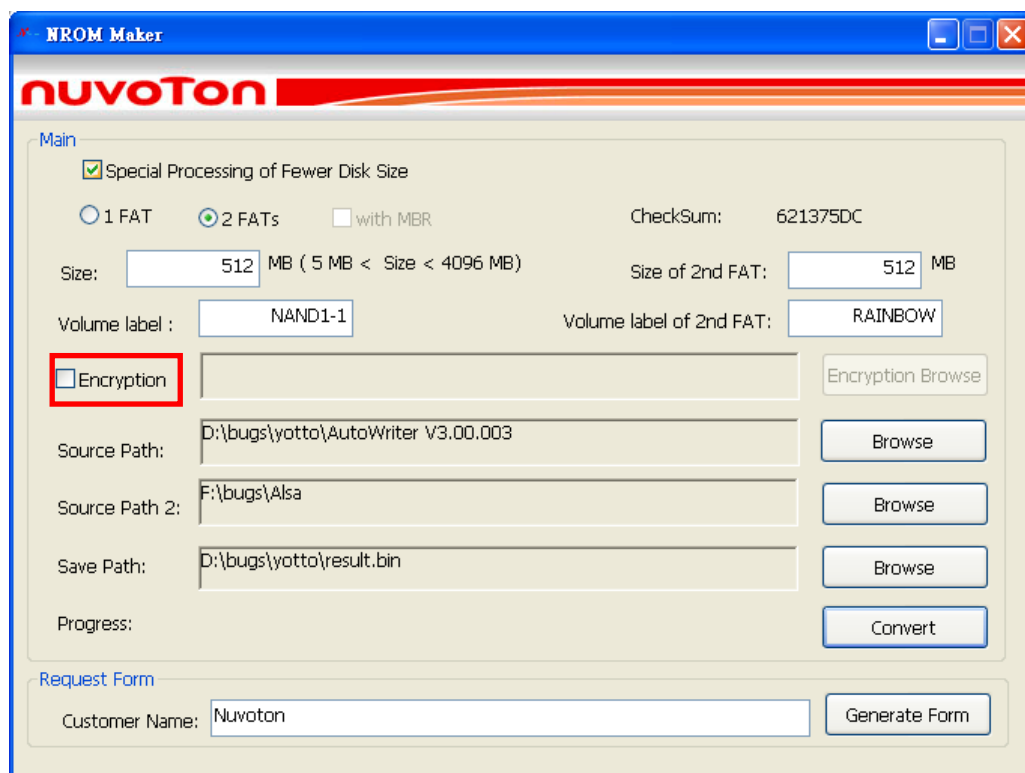 NROM Maker
nuvoTon
Main
Special Processing of Fewer Disk Size
1 FAT 2 FATs with MBR CheckSum: 621375DC
Size: 512 MB ( 5 MB < Size < 4096 MB) Size of 2nd FAT: 512 MB
Volume label : NAND1-1 Volume label of 2nd FAT: RAINBOW
Encryption Encryption Browse
Source Path: D:\bugs\yotto\AutoWriter V3.00.003 Browse
Source Path 2: F:\bugs\Alsa Browse
Save Path: D:\bugs\yotto\result.bin Browse
Progress: Convert
Request Form
Customer Name: Nuvoton Generate Form